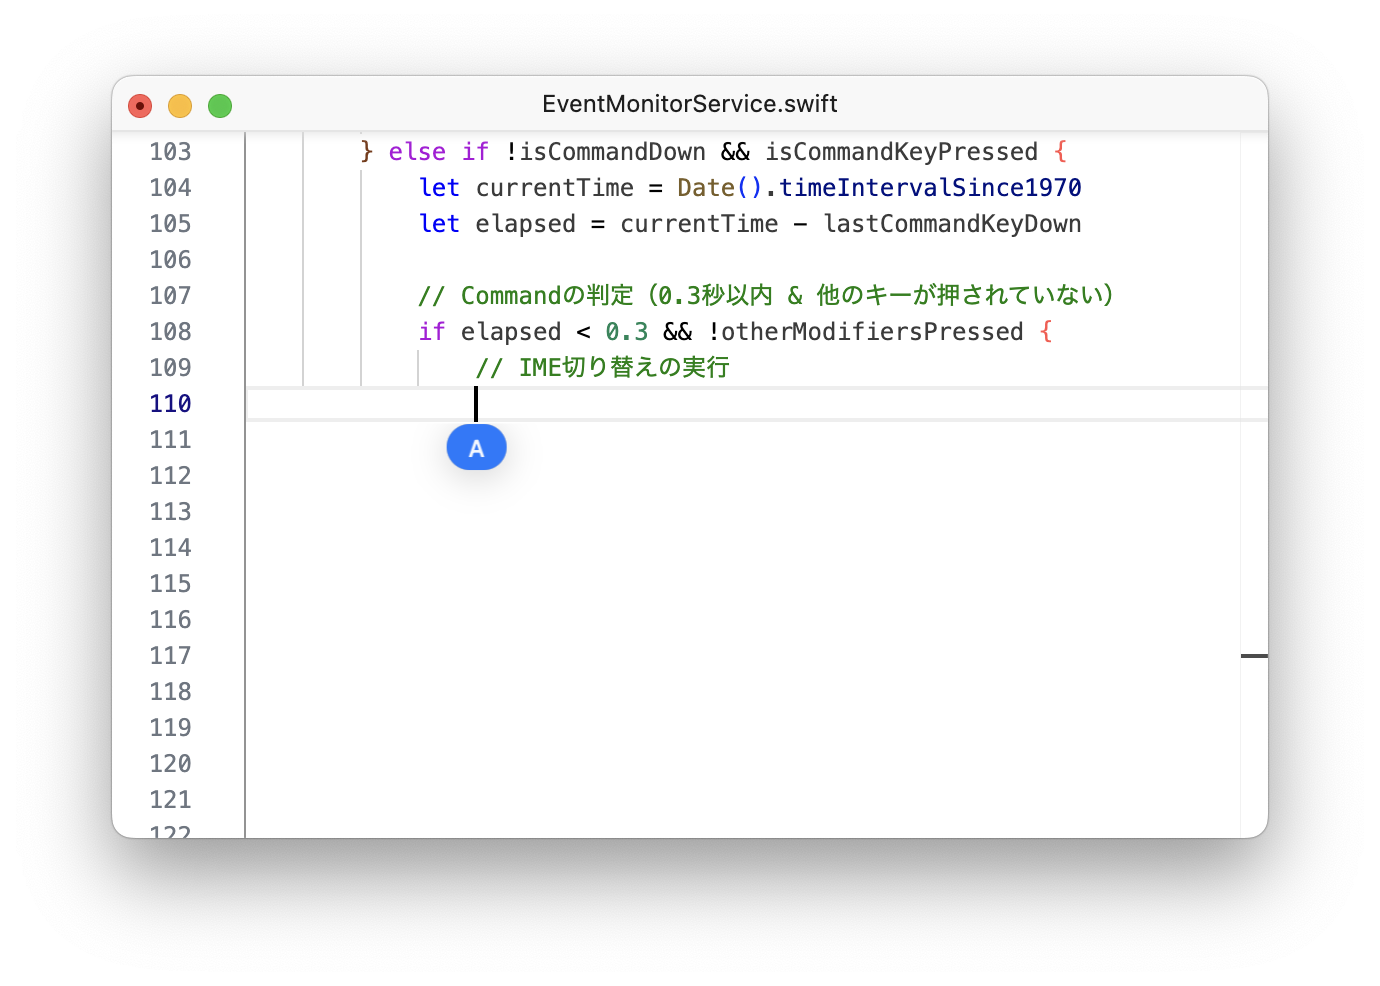 EventMonitorService.swift
103 } else if !isCommandDown && isCommandKeyPressed {
104 let currentTime = Date().timeIntervalSince1970
105 let elapsed = currentTime - lastCommandKeyDown
106
107 // Commandの判定（0.3秒以内 & 他のキーが押されていない）
108 if elapsed < 0.3 && !otherModifiersPressed {
109 // IME切り替えの実行
110
A
111
112
113
114
115
116
117
118
119
120
121
122